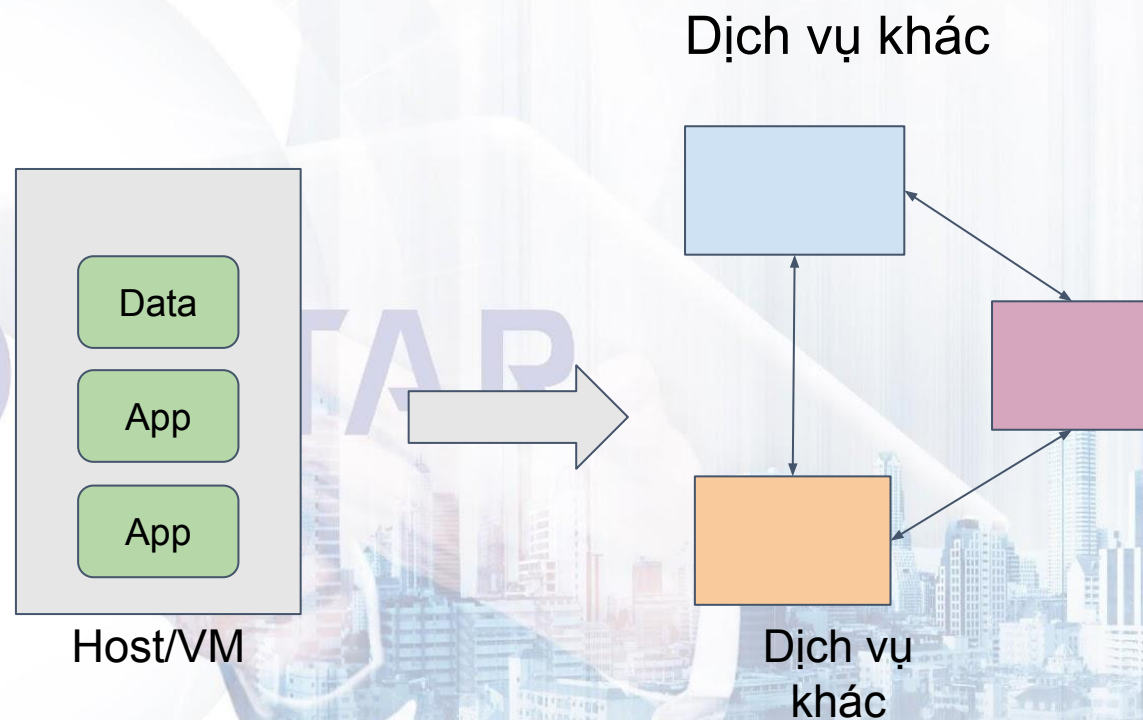 Dịch vụ khác
Data
App
App
Host/VM
Dịch vụ
khác